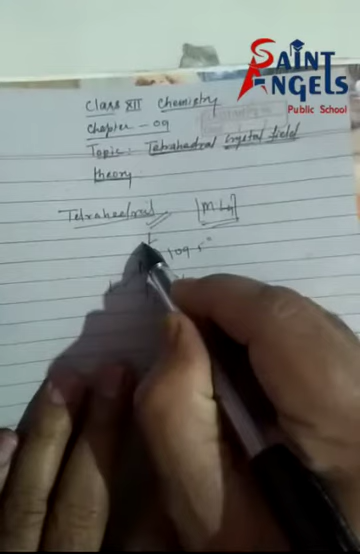 SAINT
ANGELS
Public School
Class XII Chemistry
Chapter - 09
Topic: Tetrahedral crystal field
theory.
Tetrahedral [ML4]
L
109.5°